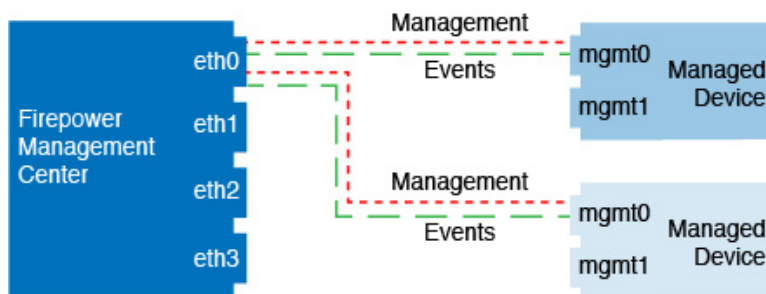 Management
eth0
Events
mgmt0
Managed
Device
mgmt1
Firepower
Management
Center
eth1
eth2
eth3
Management
Events
mgmt0
Managed
Device
mgmt1